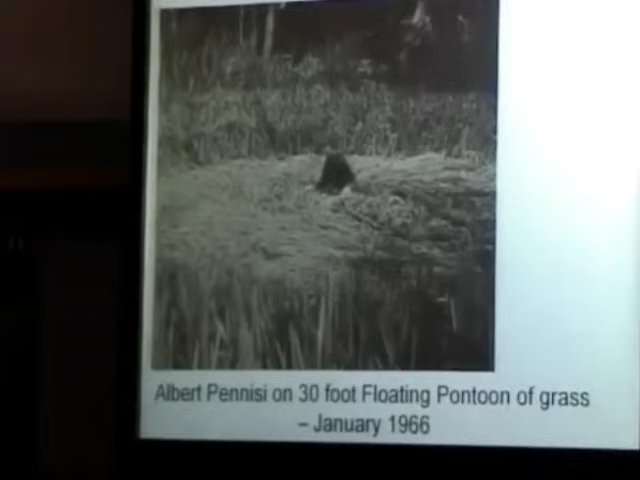 Albert Pennisi on 30 foot Floating Pontoon of grass
– January 1966